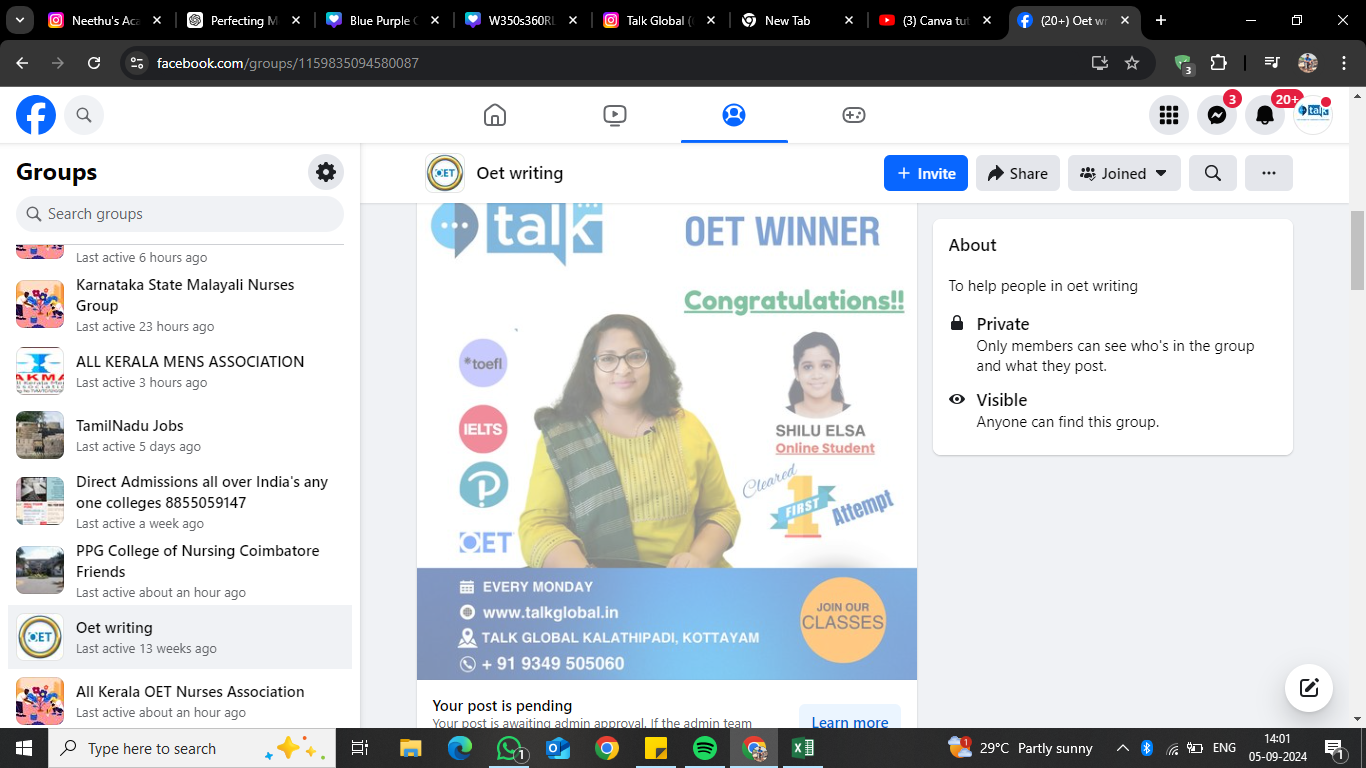 Neethu's Aca
Perfecting M
Blue Purple G
W350s360RL
Talk Global (
New Tab
(3) Canva tut
(20+) Oet wr
facebook.com/groups/1159835094580087
3
3
20+
talk
Groups
Oet writing
Invite
Share
Joined
Search groups
Last active 6 hours ago
Karnataka State Malayali Nurses
Group
Last active 23 hours ago
ALL KERALA MENS ASSOCIATION
Last active 3 hours ago
TamilNadu Jobs
Last active 5 days ago
Direct Admissions all over India's any
one colleges 8855059147
Last active a week ago
PPG College of Nursing Coimbatore
Friends
Last active about an hour ago
OET
Oet writing
Last active 13 weeks ago
All Kerala OET Nurses Association
Last active about an hour ago
OET
talk
OET WINNER
Congratulations!!
toefl
IELTS
OET
SHILU ELSA
Online Student
Cleared
1
FIRST
Attempt
EVERY MONDAY
www.talkglobal.in
TALK GLOBAL KALATHIPADI, KOTTAYAM
+ 91 9349 505060
JOIN OUR
CLASSES
Your post is pending
Your post is awaiting admin approval. If the admin team
Learn more
About
To help people in oet writing
Private
Only members can see who's in the group
and what they post.
Visible
Anyone can find this group.
Type here to search
1
1
29°C Partly sunny
ENG
14:01
05-09-2024
1